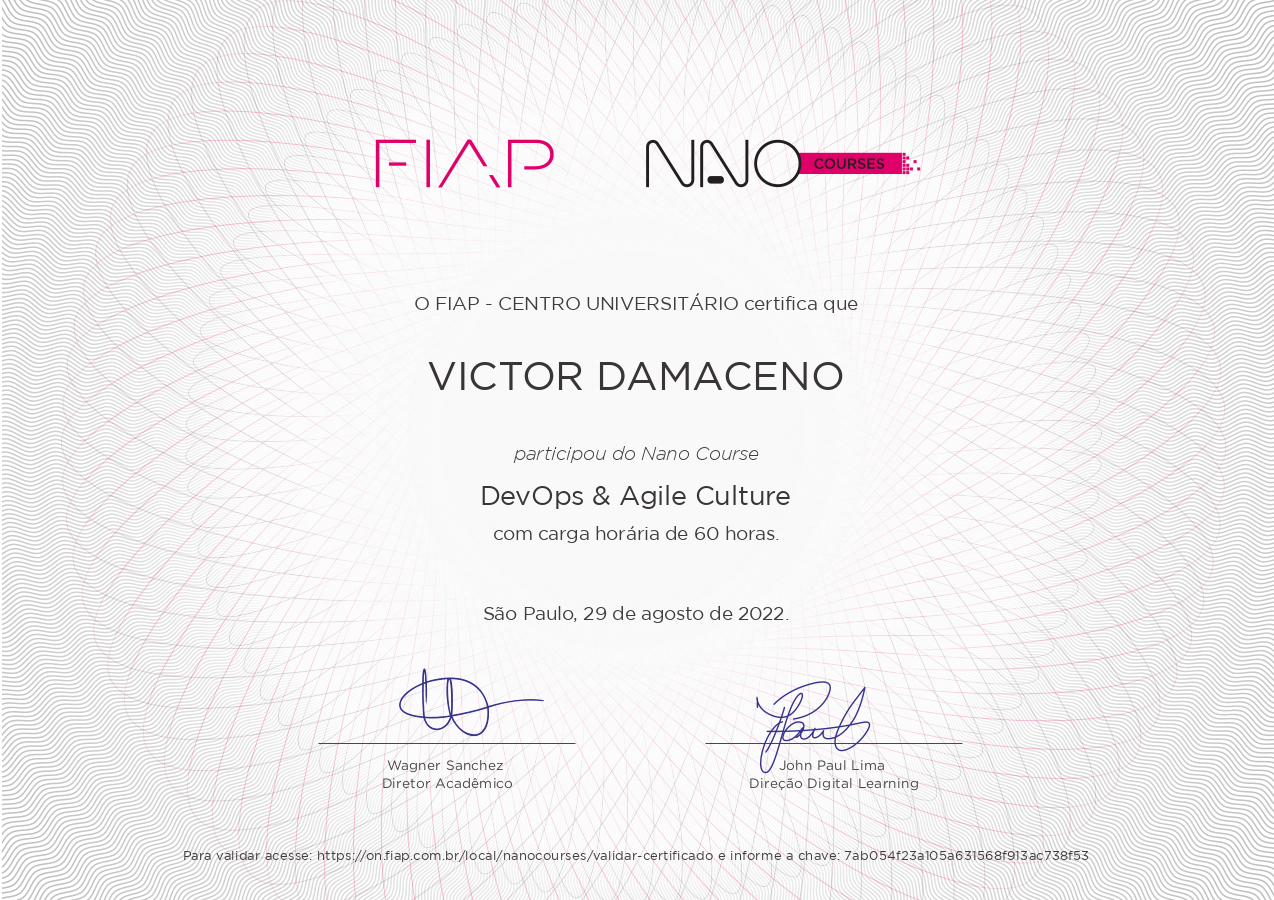 FIAP NANO COURSES
O FIAP - CENTRO UNIVERSITÁRIO certifica que
VICTOR DAMACENO
participou do Nano Course
DevOps & Agile Culture
com carga horária de 60 horas.
São Paulo, 29 de agosto de 2022.
Wagner Sanchez
Diretor Acadêmico
John Paul Lima
Direção Digital Learning
Para validar acesse: https://on.fiap.com.br/local/nanocourses/validar-certificado e informe a chave: 7ab054f23a105a631568f913ac738f53